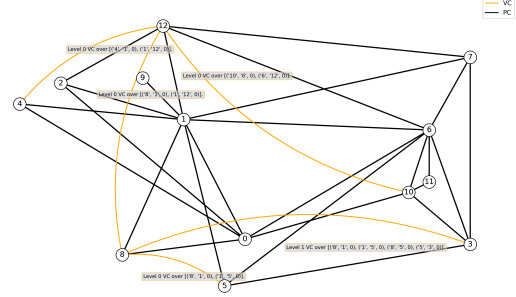 VC
PC
12
Level 0 VC over [('4', '1', 0), ('1', '12', 0)].
7
Level 0 VC over [('10', '6', 0), ('6', '12', 0)].
9
2
Level 0 VC over [('8', '1', 0), ('1', '12', 0)].
4
1
6
11
10
0
3
Level 1 VC over [('8', '1', 0), ('1', '5', 0), ('8', '5', 0), ('5', '3', 0)].
8
Level 0 VC over [('8', '1', 0), ('1', '5', 0)].
5